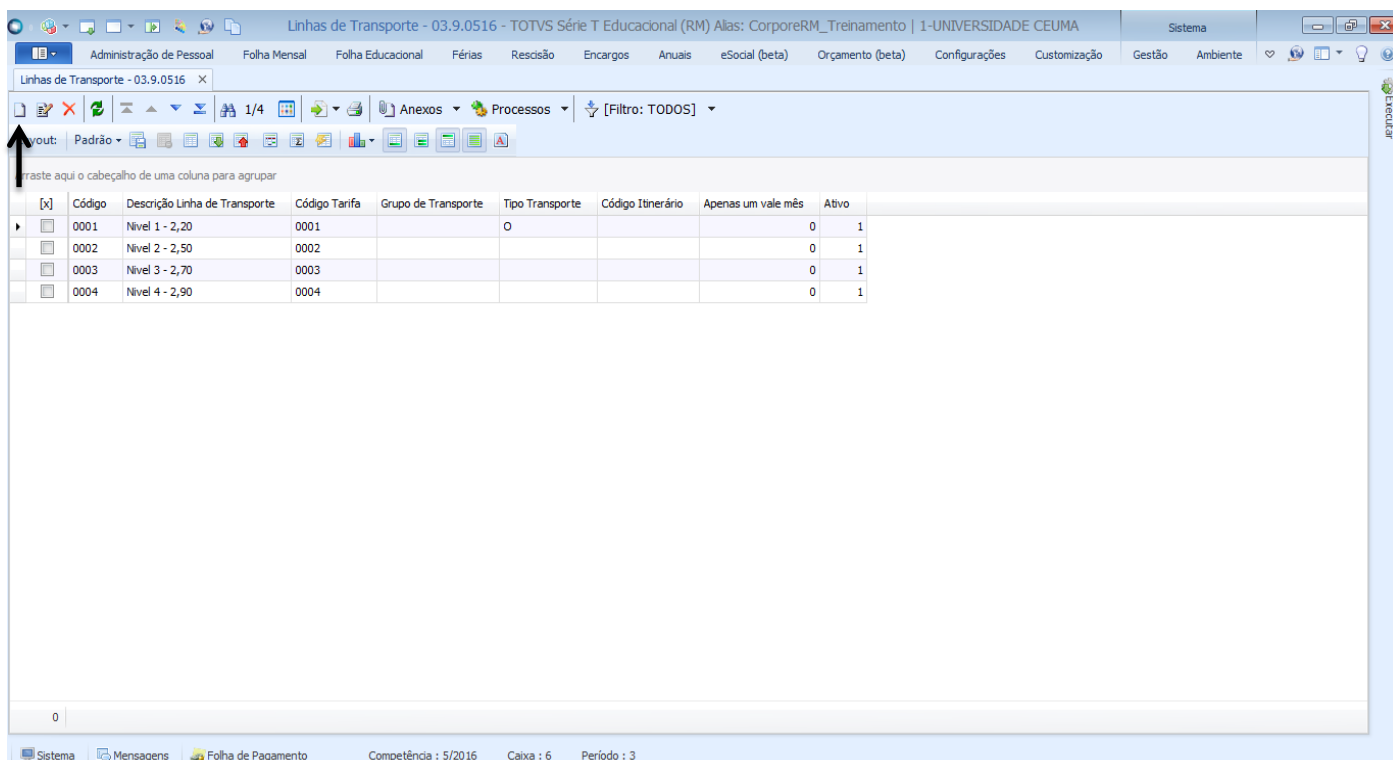 Linhas de Transporte - 03.9.0516 - TOTVS Série T Educacional (RM) Alias: CorporeRM_Treinamento | 1-UNIVERSIDADE CEUMA Sistema
Administração de Pessoal Folha Mensal Folha Educacional Férias Rescisão Encargos Anuais eSocial (beta) Orçamento (beta) Configurações Customização Gestão Ambiente
Linhas de Transporte - 03.9.0516 X
1/4 Anexos Processos [Filtro: TODOS]
Executar
yout: Padrão
rraste aqui o cabeçalho de uma coluna para agrupar
[x] Código Descrição Linha de Transporte Código Tarifa Grupo de Transporte Tipo Transporte Código Itinerário Apenas um vale mês Ativo
0001 Nivel 1 - 2,20 0001 O 0 1
0002 Nivel 2 - 2,50 0002 0 1
0003 Nivel 3 - 2,70 0003 0 1
0004 Nivel 4 - 2,90 0004 0 1
0
Sistema Mensagens Folha de Pagamento Competência : 5/2016 Caixa : 6 Período : 3